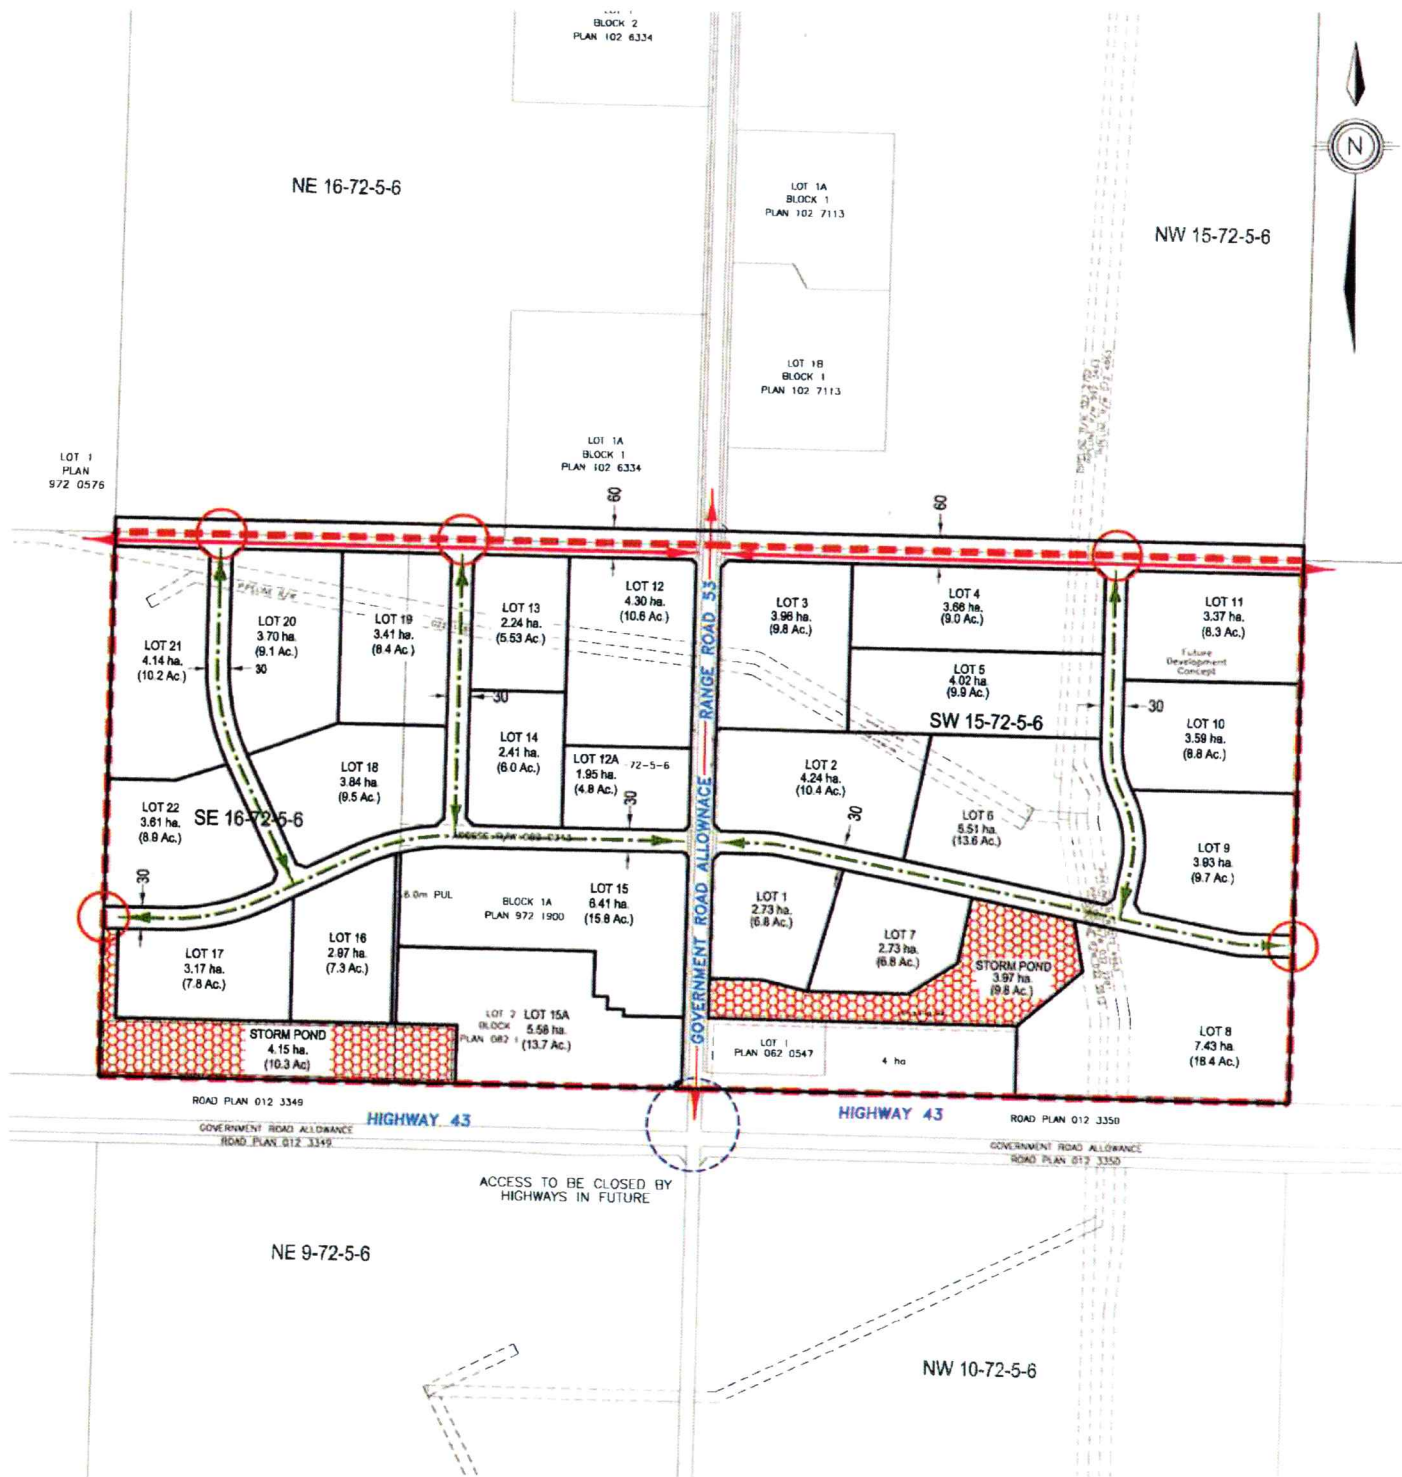 BLOCK 2
PLAN 102 6334
N
NE 16-72-5-6
LOT 1A
BLOCK 1
PLAN 102 7113
NW 15-72-5-6
LOT 1B
BLOCK 1
PLAN 102 7113
LOT 1A
BLOCK 1
PLAN 102 6334
LOT 1
PLAN
972 0576
60
60
PIPELINE R/W
LOT 21
4.14 ha.
(10.2 Ac.)
LOT 20
3.70 ha.
(9.1 Ac.)
30
LOT 19
3.41 ha.
(8.4 Ac.)
LOT 13
2.24 ha.
(5.53 Ac.)
LOT 12
4.30 ha.
(10.6 Ac.)
30
LOT 14
2.41 ha.
(6.0 Ac.)
LOT 12A
1.95 ha.
(4.8 Ac.)
72-5-6
30
GOVERNMENT ROAD ALLOWNACE
RANGE ROAD 53
LOT 3
3.96 ha.
(9.8 Ac.)
LOT 4
3.66 ha.
(9.0 Ac.)
LOT 5
4.02 ha.
(9.9 Ac.)
SW 15-72-5-6
LOT 11
3.37 ha.
(8.3 Ac.)
Future
Development
Concept
30
LOT 10
3.59 ha.
(8.8 Ac.)
LOT 2
4.24 ha.
(10.4 Ac.)
30
LOT 6
5.51 ha.
(13.6 Ac.)
LOT 9
3.93 ha.
(9.7 Ac.)
LOT 18
3.84 ha.
(9.5 Ac.)
LOT 22
3.61 ha.
(8.9 Ac.)
SE 16-72-5-6
30
6.0m PUL
BLOCK 1A
PLAN 972 1900
LOT 15
6.41 ha.
(15.8 Ac.)
LOT 1
2.73 ha.
(6.8 Ac.)
LOT 7
2.73 ha.
(6.8 Ac.)
STORM POND
3.97 ha.
(9.8 Ac.)
LOT 17
3.17 ha.
(7.8 Ac.)
LOT 16
2.97 ha.
(7.3 Ac.)
STORM POND
4.15 ha.
(10.3 Ac)
LOT 2
BLOCK
PLAN 082 1
LOT 15A
5.58 ha.
(13.7 Ac.)
LOT 1
PLAN 062 0547
4 ha
LOT 8
7.43 ha.
(18.4 Ac.)
ROAD PLAN 012 3349
HIGHWAY 43
HIGHWAY 43
ROAD PLAN 012 3350
GOVERNMENT ROAD ALLOWANCE
ROAD PLAN 012 3349
GOVERNMENT ROAD ALLOWANCE
ROAD PLAN 012 3350
ACCESS TO BE CLOSED BY
HIGHWAYS IN FUTURE
NE 9-72-5-6
NW 10-72-5-6